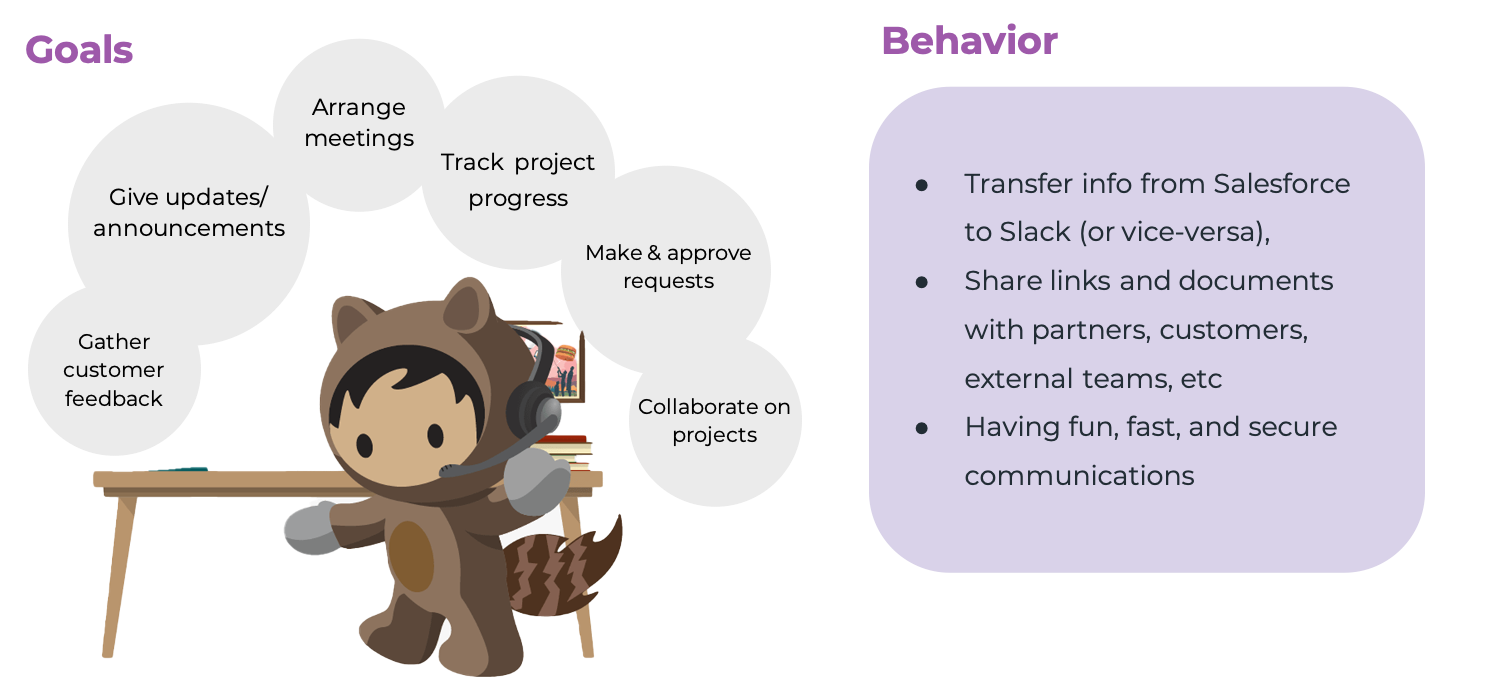 Goals
Arrange
meetings
Track project
progress
Give updates/
announcements
Make & approve
requests
Gather
customer
feedback
Collaborate on
projects
Behavior
● Transfer info from Salesforce
to Slack (or vice-versa),
● Share links and documents
with partners, customers,
external teams, etc
● Having fun, fast, and secure
communications